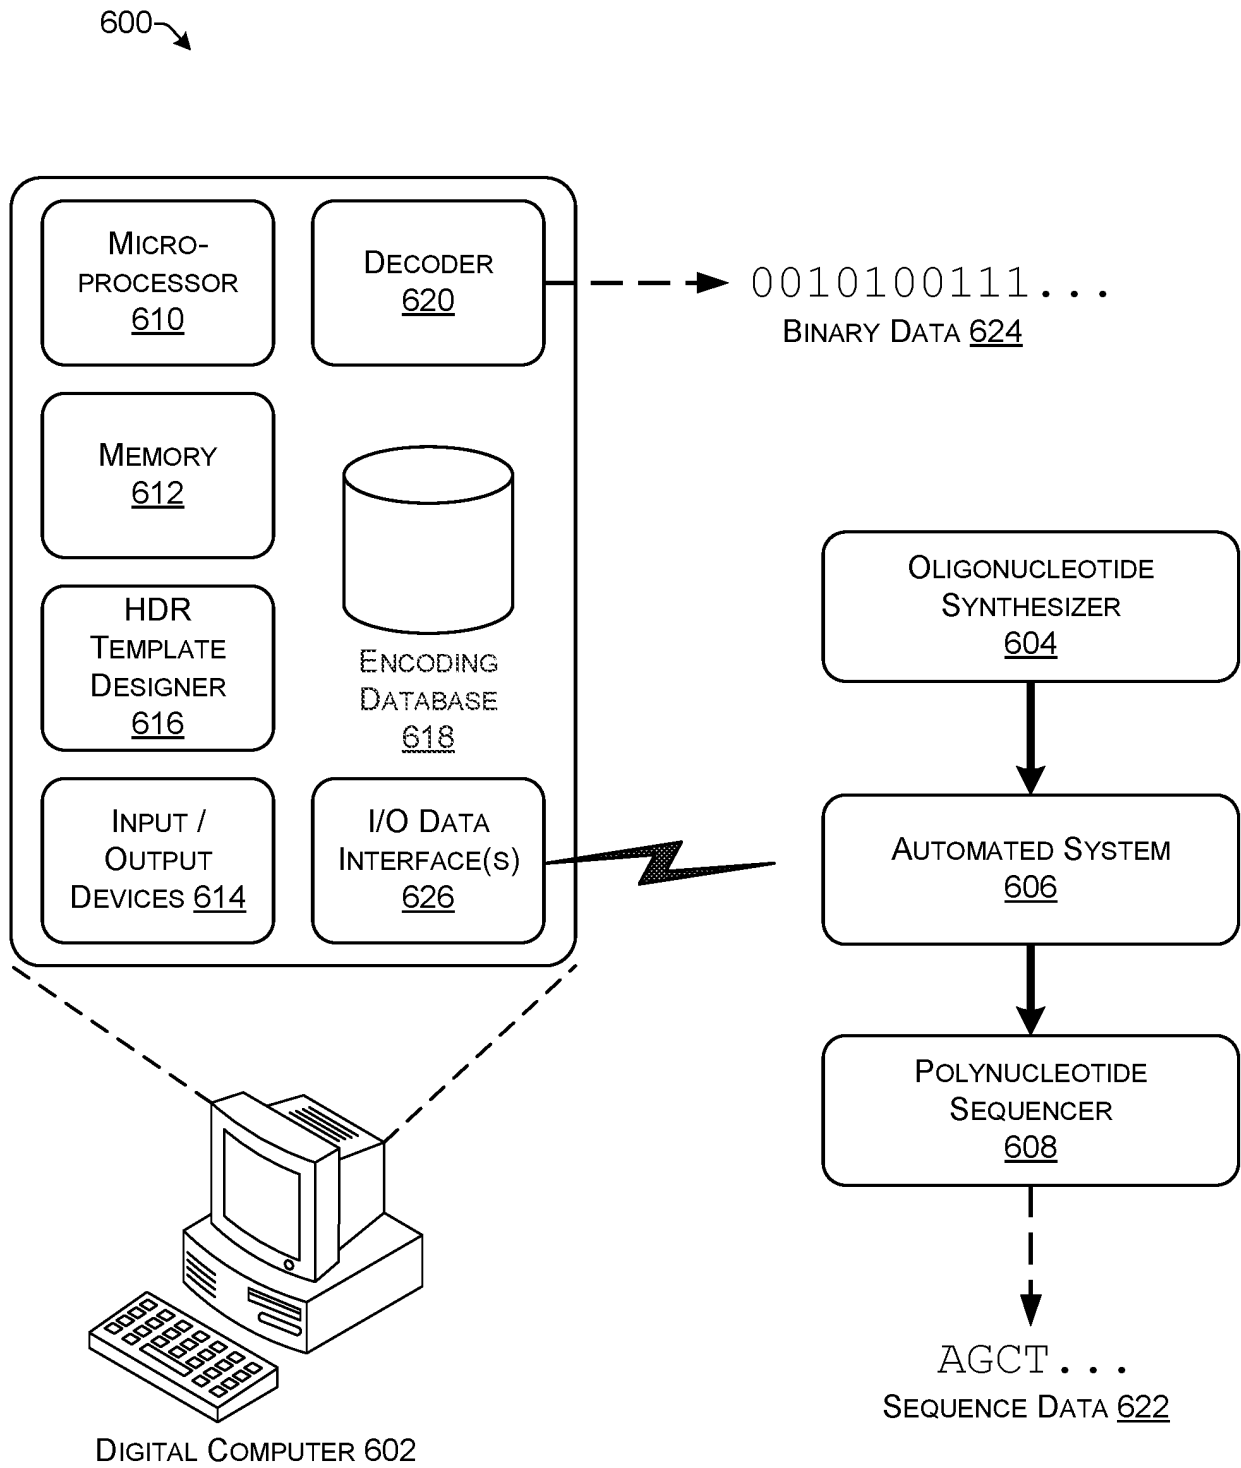 600
MICRO-
PROCESSOR
610
DECODER
620
0010100111...
BINARY DATA 624
MEMORY
612
HDR
TEMPLATE
DESIGNER
616
ENCODING
DATABASE
618
INPUT /
OUTPUT
DEVICES 614
I/O DATA
INTERFACE(S)
626
OLIGONUCLEOTIDE
SYNTHESIZER
604
AUTOMATED SYSTEM
606
POLYNUCLEOTIDE
SEQUENCER
608
AGCT...
SEQUENCE DATA 622
DIGITAL COMPUTER 602